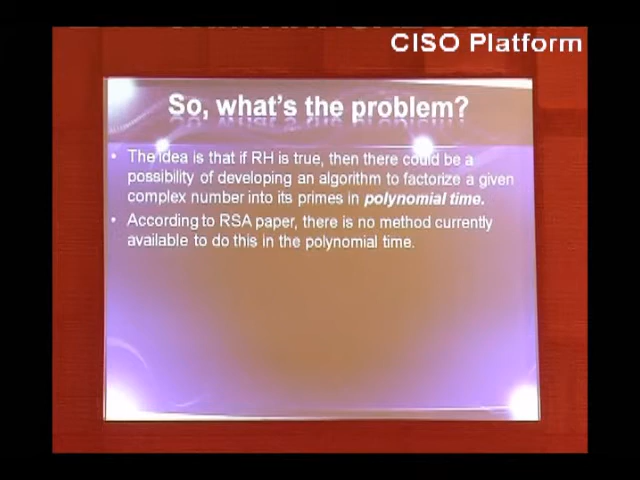 CISO Platform
So, what's the problem?
• The idea is that if RH is true, then there could be a
possibility of developing an algorithm to factorize a given
complex number into its primes in polynomial time.
• According to RSA paper, there is no method currently
available to do this in the polynomial time.